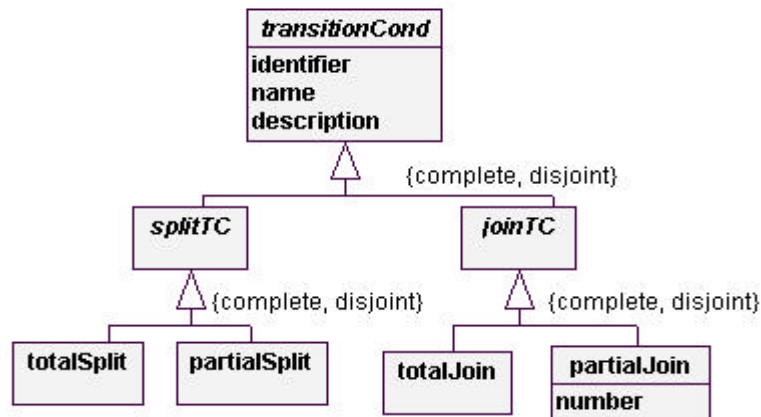 transitionCond
identifier
name
description
{complete, disjoint}
splitTC
joinTC
{complete, disjoint}
{complete, disjoint}
totalSplit
partialSplit
totalJoin
partialJoin
number